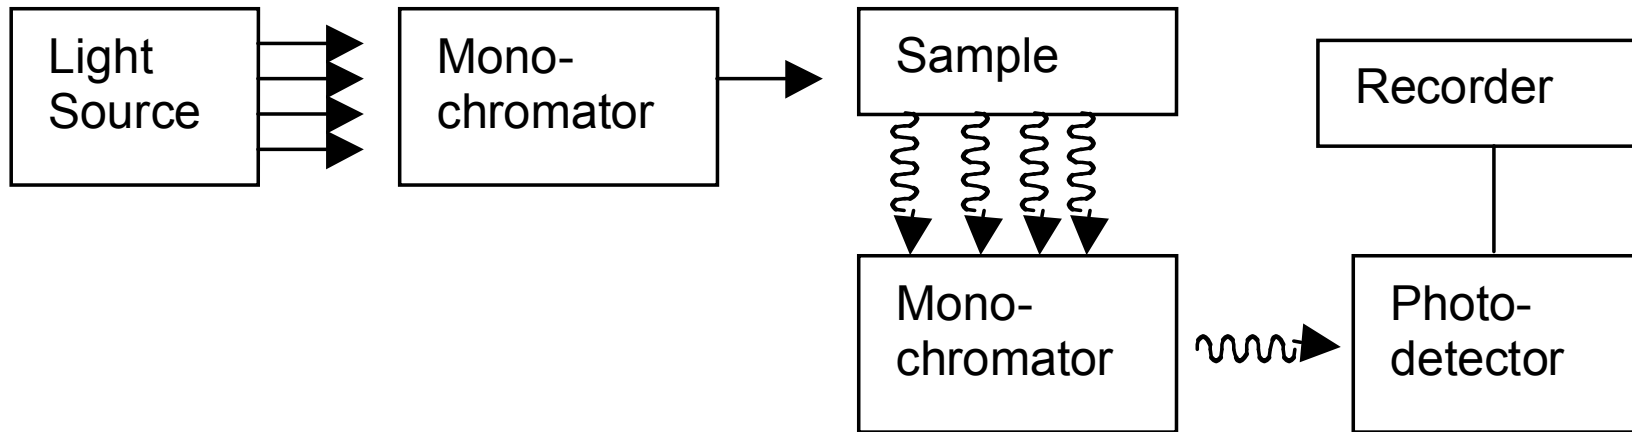 Light
Source
Mono-
chromator
Sample
Recorder
Mono-
chromator
Photo-
detector